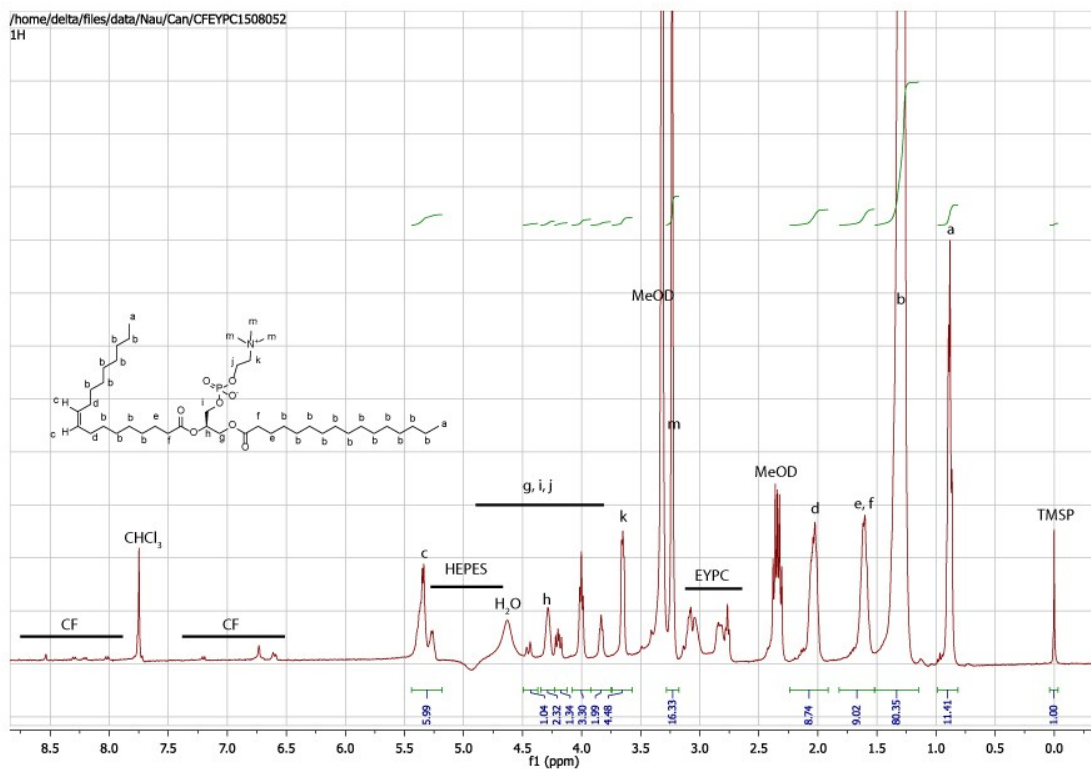 /home/delta/files/data/Nau/Can/CFEYPC1508052
1H
a
MeOD
b
a
m
m
b
b
N+
m
b
b
j
k
b
b
O
O
P
O-
b
b
O
c
H
d
i
m
b
b
e
O
f
b
b
b
b
b
b
a
c
H
O
h
g
O
d
b
b
f
e
b
b
b
b
b
b
O
MeOD
g, i, j
k
d
e, f
TMSP
CHCl3
c
HEPES
EYPC
H2O
h
CF
CF
5.99
1.04
2.32
1.34
3.30
1.99
4.48
16.33
8.74
9.02
80.35
11.41
1.00
8.5
8.0
7.5
7.0
6.5
6.0
5.5
5.0
4.5
4.0
3.5
3.0
2.5
2.0
1.5
1.0
0.5
0.0
f1 (ppm)